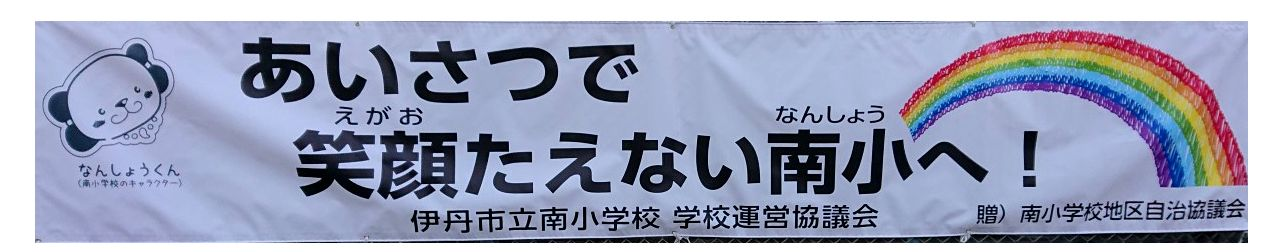 あいさつで
えがお なんしょう
笑顔たえない南小へ！
なんしょうくん
（南小学校のキャラクター）
伊丹市立南小学校 学校運営協議会
贈）南小学校地区自治協議会